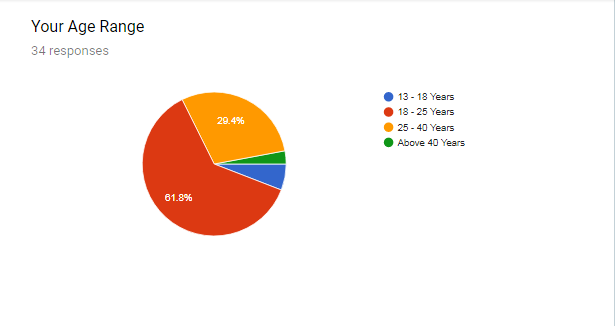 Your Age Range
34 responses
29.4%
61.8%
13 - 18 Years
18 - 25 Years
25 - 40 Years
Above 40 Years